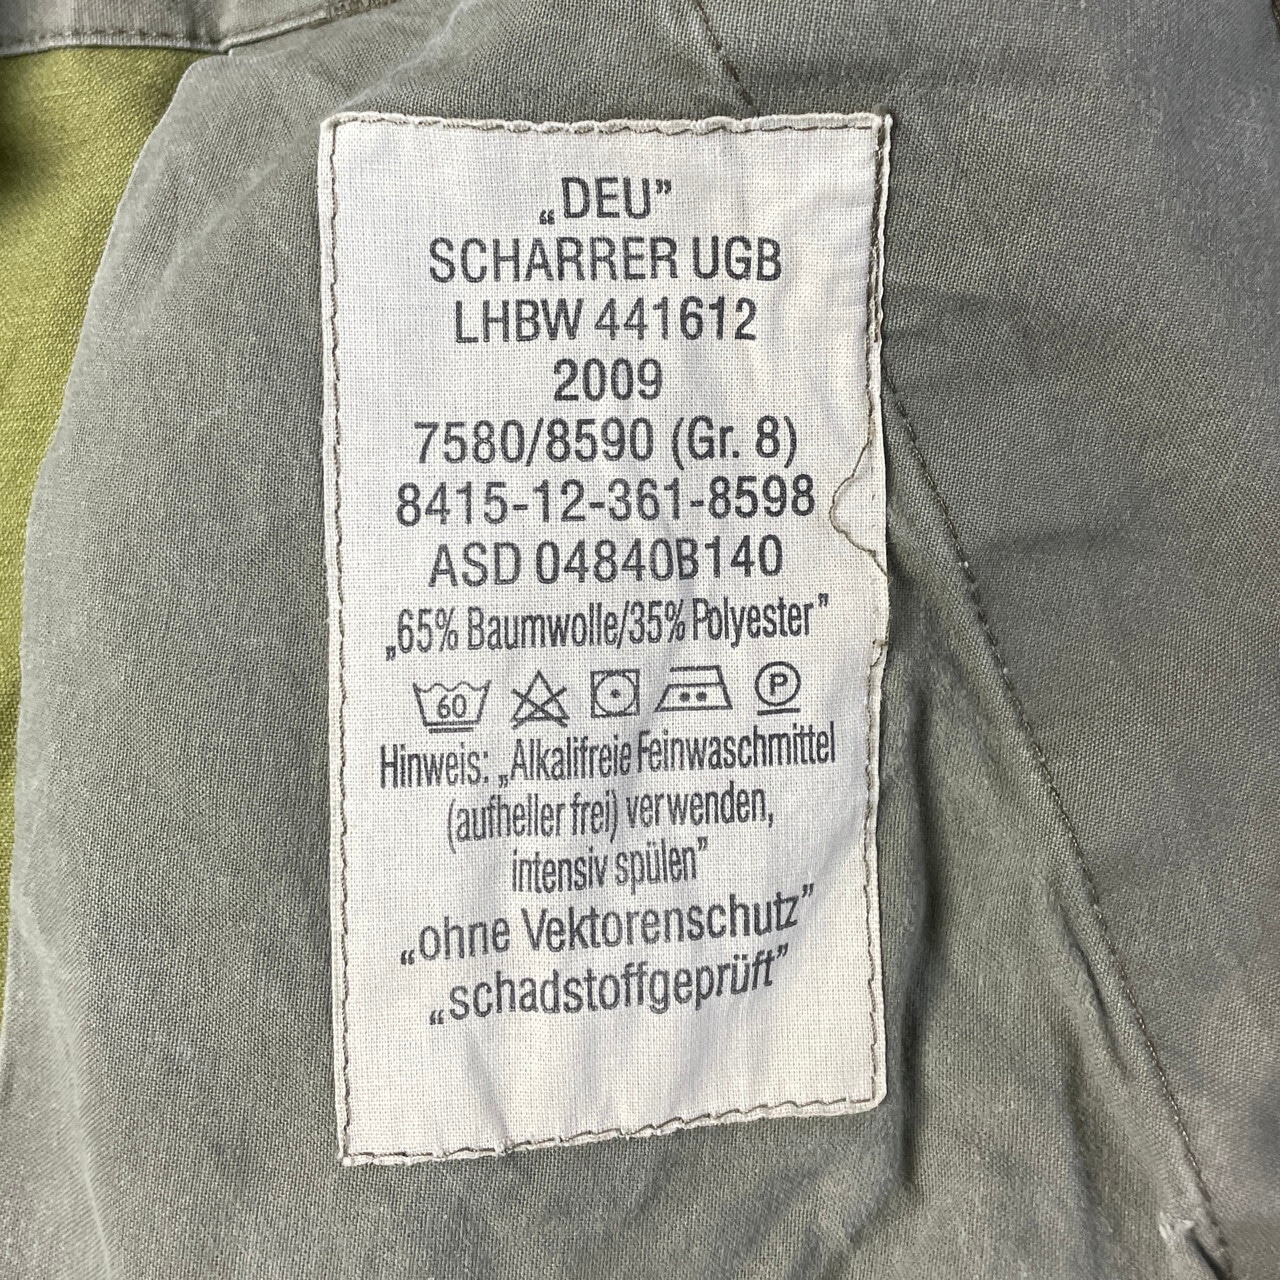 „DEU”
SCHARRER UGB
LHBW 441612
2009
7580/8590 (Gr. 8)
8415-12-361-8598
ASD 04840B140
„65% Baumwolle/35% Polyester”
60 P
Hinweis: „Alkalifreie Feinwaschmittel
(aufheller frei) verwenden,
intensiv spülen”
„ohne Vektorenschutz”
„schadstoffgeprüft”